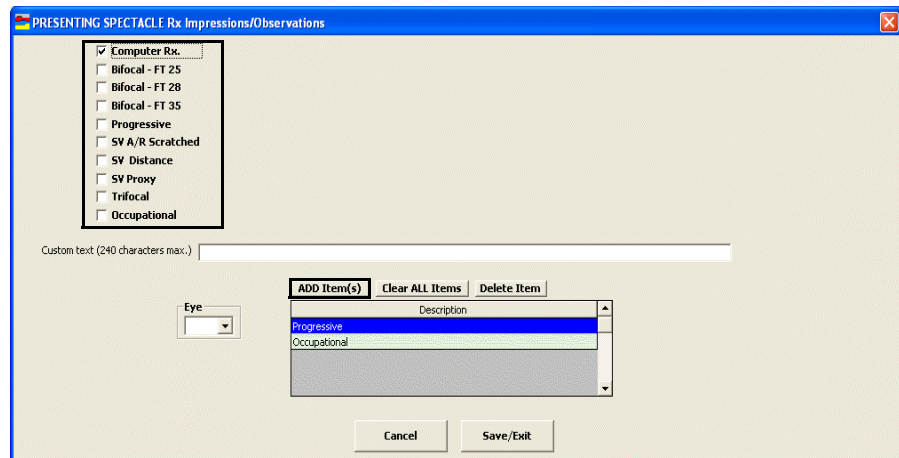 PRESENTING SPECTACLE Rx Impressions/Observations
Computer Rx.
Bifocal - FT 25
Bifocal - FT 28
Bifocal - FT 35
Progressive
SV A/R Scratched
SV Distance
SV Proxy
Trifocal
Occupational
Custom text (240 characters max.)
ADD Item(s) Clear ALL Items Delete Item
Eye
Description
Progressive
Occupational
Cancel Save/Exit